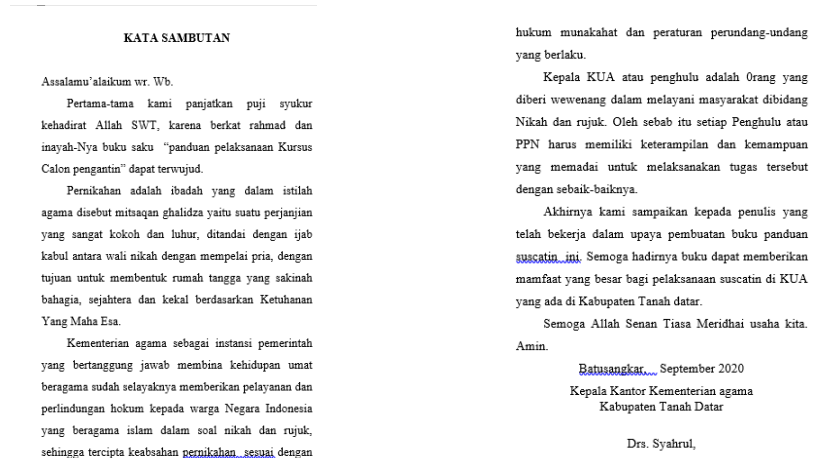 KATA SAMBUTAN
Assalamu’alaikum wr. Wb.
Pertama-tama kami panjatkan puji syukur
kehadirat Allah SWT, karena berkat rahmad dan
inayah-Nya buku saku “panduan pelaksanaan Kursus
Calon pengantin” dapat terwujud.
Pernikahan adalah ibadah yang dalam istilah
agama disebut mitsaqan ghalidza yaitu suatu perjanjian
yang sangat kokoh dan luhur, ditandai dengan ijab
kabul antara wali nikah dengan mempelai pria, dengan
tujuan untuk membentuk rumah tangga yang sakinah
bahagia, sejahtera dan kekal berdasarkan Ketuhanan
Yang Maha Esa.
Kementerian agama sebagai instansi pemerintah
yang bertanggung jawab membina kehidupan umat
beragama sudah selayaknya memberikan pelayanan dan
perlindungan hokum kepada warga Negara Indonesia
yang beragama islam dalam soal nikah dan rujuk,
sehingga tercipta keabsahan pernikahan sesuai dengan
hukum munakahat dan peraturan perundang-undang
yang berlaku.
Kepala KUA atau penghulu adalah 0rang yang
diberi wewenang dalam melayani masyarakat dibidang
Nikah dan rujuk. Oleh sebab itu setiap Penghulu atau
PPN harus memiliki keterampilan dan kemampuan
yang memadai untuk melaksanakan tugas tersebut
dengan sebaik-baiknya.
Akhirnya kami sampaikan kepada penulis yang
telah bekerja dalam upaya pembuatan buku panduan
suscatin ini. Semoga hadirnya buku dapat memberikan
mamfaat yang besar bagi pelaksanaan suscatin di KUA
yang ada di Kabupaten Tanah datar.
Semoga Allah Senan Tiasa Meridhai usaha kita.
Amin.
Batusangkar, September 2020
Kepala Kantor Kementerian agama
Kabupaten Tanah Datar
Drs. Syahrul,